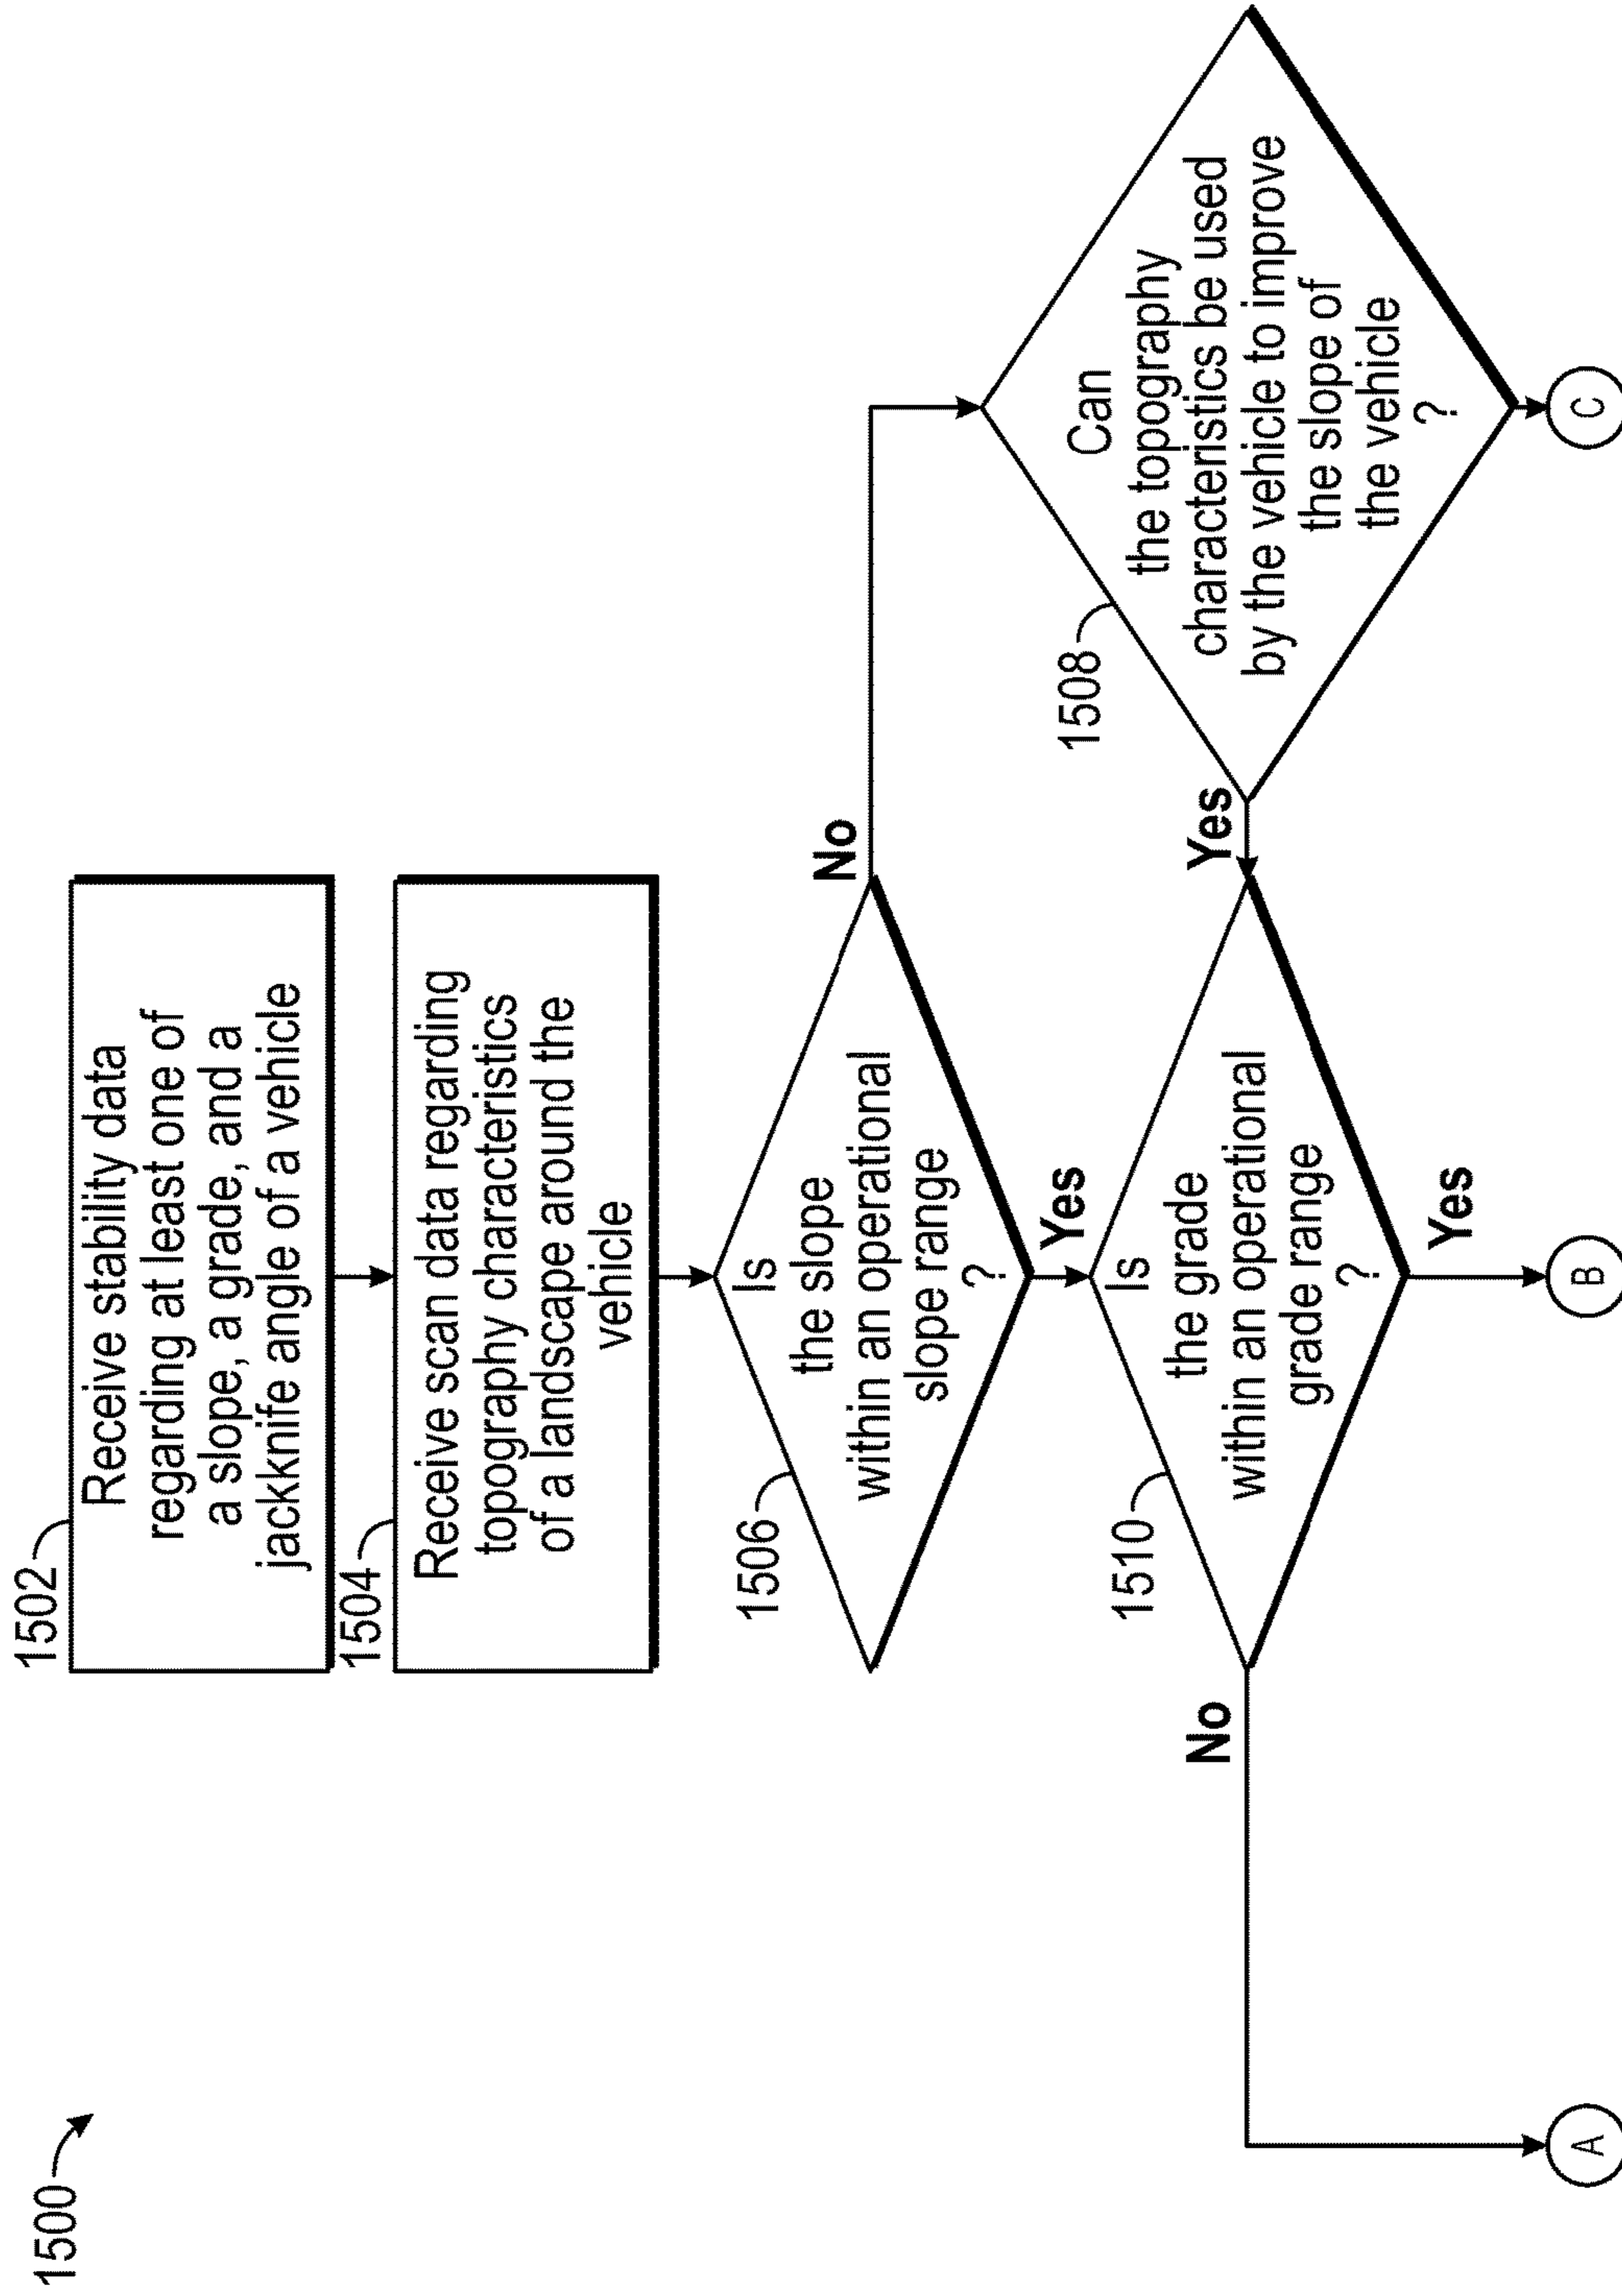 1500
1502
Receive stability data
regarding at least one of
a slope, a grade, and a
jackknife angle of a vehicle
1504
Receive scan data regarding
topography characteristics
of a landscape around the
vehicle
1506
Is
the slope
within an operational
slope range
?
No
Yes
1508
Can
the topography
characteristics be used
by the vehicle to improve
the slope of
the vehicle
?
Yes
1510
Is
the grade
within an operational
grade range
?
No
Yes
A
B
C